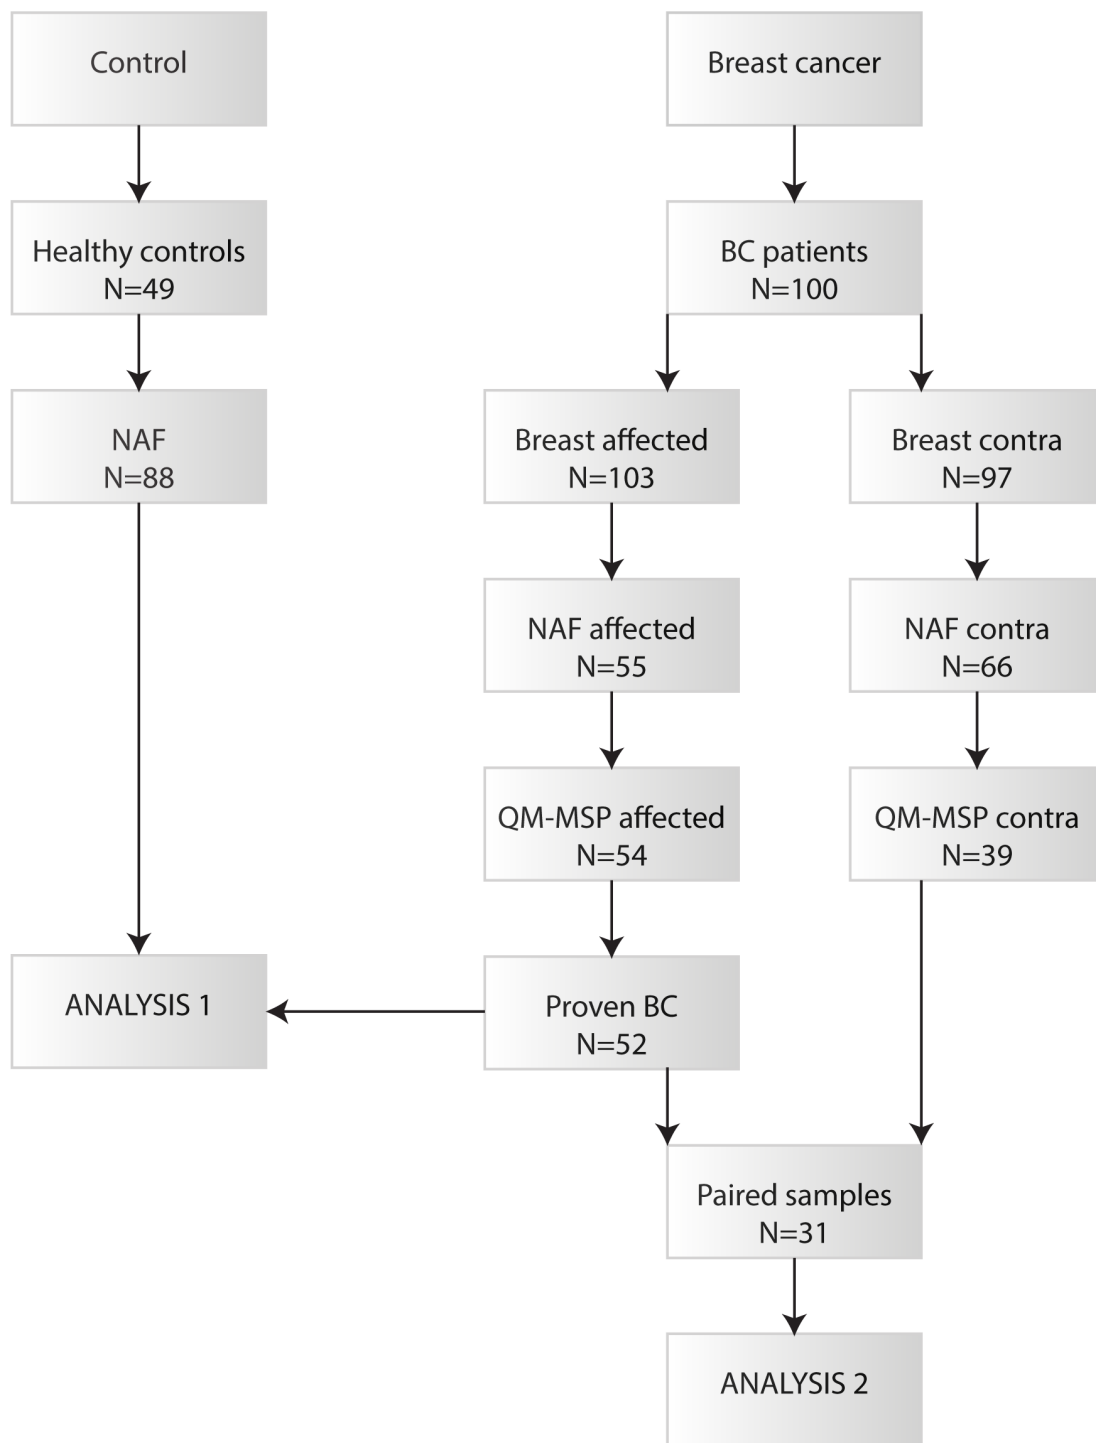 Control
Breast cancer
Healthy controls
N=49
BC patients
N=100
NAF
N=88
Breast affected
N=103
Breast contra
N=97
NAF affected
N=55
NAF contra
N=66
QM-MSP affected
N=54
QM-MSP contra
N=39
ANALYSIS 1
Proven BC
N=52
Paired samples
N=31
ANALYSIS 2